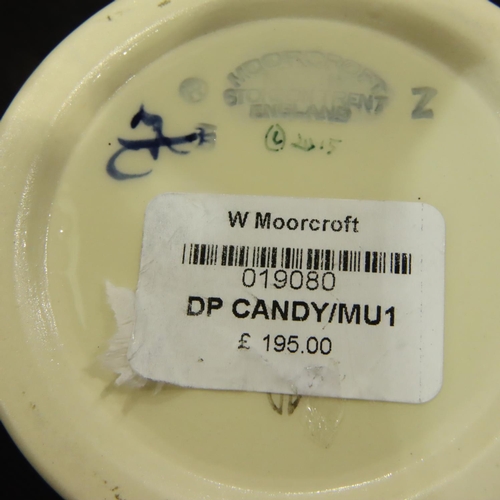 MOORCROFT
STOKE ON TRENT
ENGLAND
Z
© 2015
W Moorcroft
019080
DP CANDY/MU1
£ 195.00